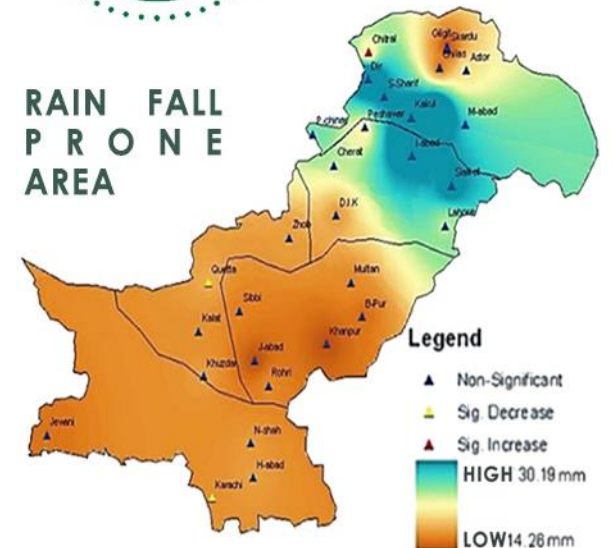 RAIN FALL
PRONE
AREA
Chitral
Gilgit
Skardu
Chilas
Astor
Dir
S-Sharif
Kakul
M-abad
P-chinar
Peshawar
Cherat
I-abad
Sialkot
D.I.K
Lahore
Zhob
Quetta
Multan
Sibbi
B-Pur
Kalat
Khanpur
J-abad
Khuzdar
Rohri
Jewani
N-shah
H-abad
Karachi
Legend
Non-Significant
Sig. Decrease
Sig. Increase
HIGH 30.19 mm
LOW 14.26 mm